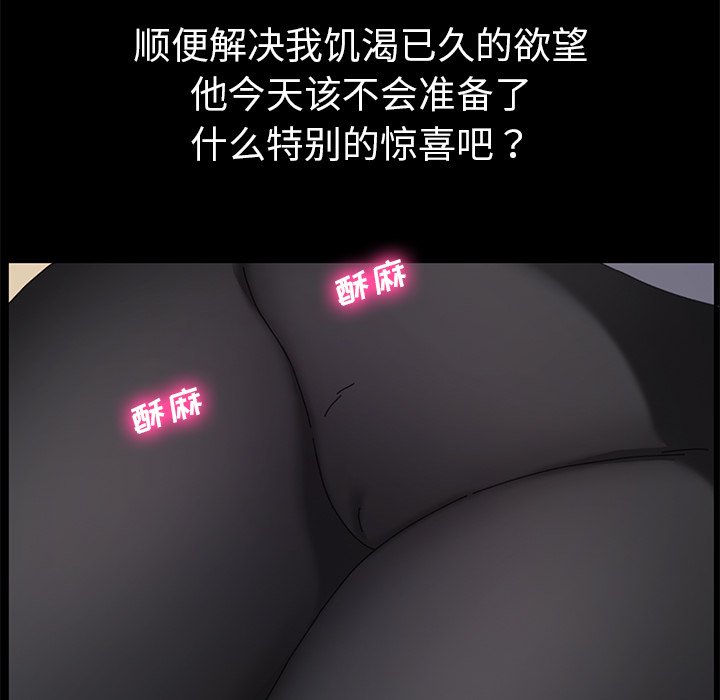 顺便解决我饥渴已久的欲望
他今天该不会准备了
什么特别的惊喜吧？
酥麻
酥麻